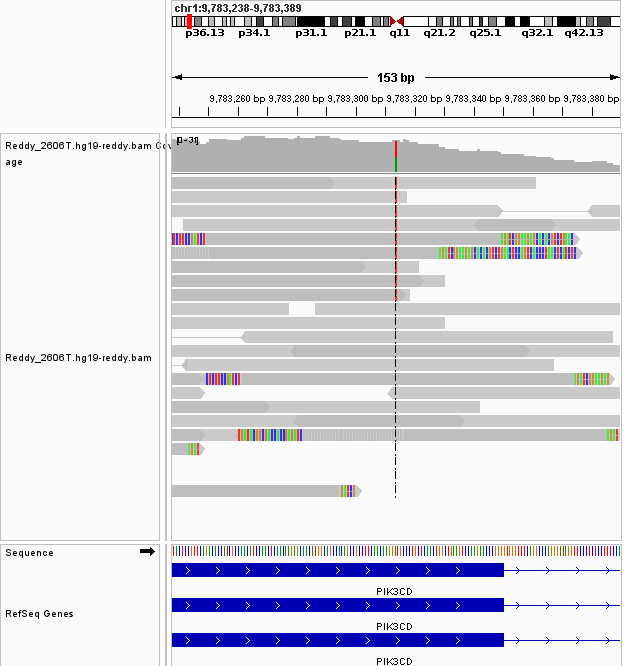 chr1:9,783,238-9,783,389
p36.13 p34.1 p31.1 p21.1 q11 q21.2 q25.1 q32.1 q42.13
153 bp
9,783,260 bp 9,783,280 bp 9,783,300 bp 9,783,320 bp 9,783,340 bp 9,783,360 bp 9,783,380 bp
[p-31]
Reddy_2606T.hg19-reddy.bam Cov
age
Reddy_2606T.hg19-reddy.bam
Sequence
PIK3CD
RefSeq Genes
PIK3CD
PIK3CD